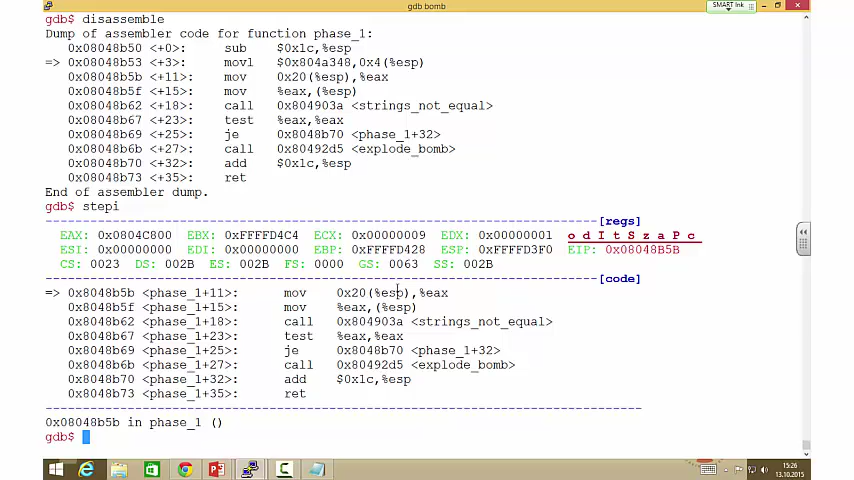 gdb bomb
SMART Ink
gdb$ disassemble
Dump of assembler code for function phase_1:
0x08048b50 <+0>: sub $0x1c,%esp
=> 0x08048b53 <+3>: movl $0x804a348,0x4(%esp)
0x08048b5b <+11>: mov 0x20(%esp),%eax
0x08048b5f <+15>: mov %eax,(%esp)
0x08048b62 <+18>: call 0x804903a <strings_not_equal>
0x08048b67 <+23>: test %eax,%eax
0x08048b69 <+25>: je 0x8048b70 <phase_1+32>
0x08048b6b <+27>: call 0x80492d5 <explode_bomb>
0x08048b70 <+32>: add $0x1c,%esp
0x08048b73 <+35>: ret
End of assembler dump.
gdb$ stepi
[regs]
EAX: 0x0804C800 EBX: 0xFFFFD4C4 ECX: 0x00000009 EDX: 0x00000001 o d I t S z a P c
ESI: 0x00000000 EDI: 0x00000000 EBP: 0xFFFFD428 ESP: 0xFFFFD3F0 EIP: 0x08048B5B
CS: 0023 DS: 002B ES: 002B FS: 0000 GS: 0063 SS: 002B
[code]
=> 0x8048b5b <phase_1+11>: mov 0x20(%esp),%eax
0x8048b5f <phase_1+15>: mov %eax,(%esp)
0x8048b62 <phase_1+18>: call 0x804903a <strings_not_equal>
0x8048b67 <phase_1+23>: test %eax,%eax
0x8048b69 <phase_1+25>: je 0x8048b70 <phase_1+32>
0x8048b6b <phase_1+27>: call 0x80492d5 <explode_bomb>
0x8048b70 <phase_1+32>: add $0x1c,%esp
0x8048b73 <phase_1+35>: ret
0x08048b5b in phase_1 ()
gdb$
15:26
13.10.2015